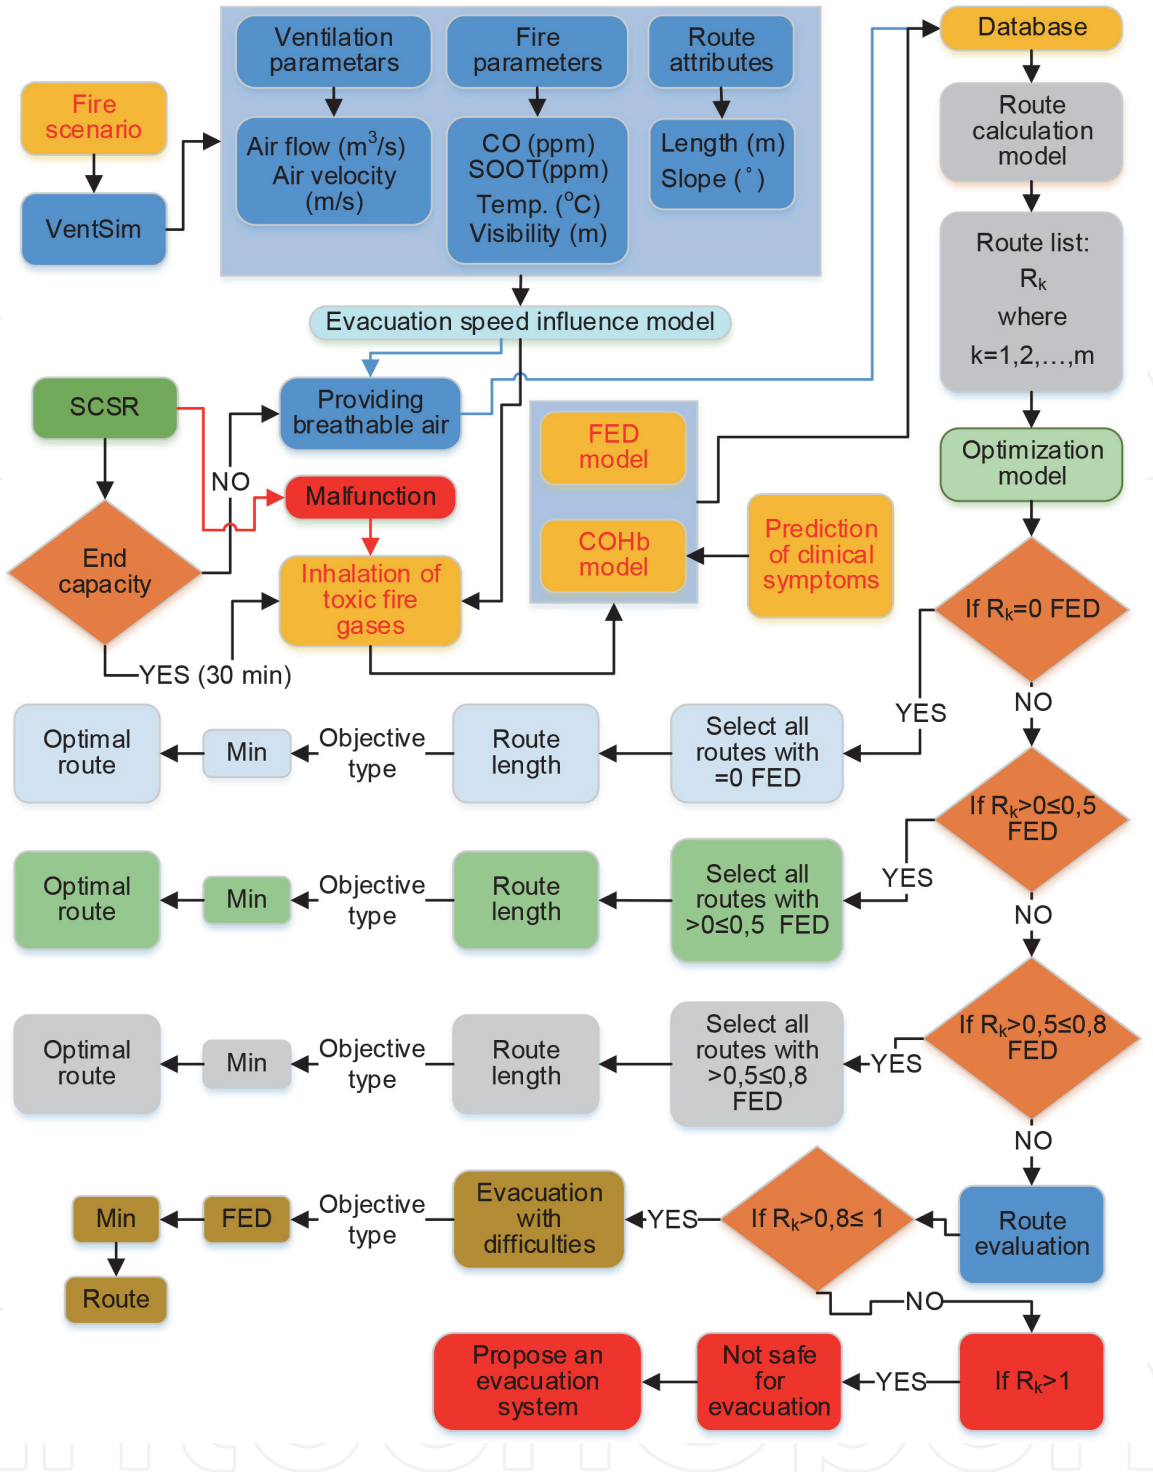 Fire
scenario
VentSim
Ventilation
parametars
Air flow (m³/s)
Air velocity
(m/s)
Fire
parameters
CO (ppm)
SOOT(ppm)
Temp. (°C)
Visibility (m)
Route
attributes
Length (m)
Slope (°)
Database
Route
calculation
model
Route list:
Rₖ
where
k=1,2,...,m
Optimization
model
Evacuation speed influence model
SCSR
Providing
breathable air
NO
Malfunction
End
capacity
Inhalation of
toxic fire
gases
YES (30 min)
FED
model
COHb
model
Prediction
of clinical
symptoms
If Rₖ=0 FED
YES
NO
Optimal
route
Min
Objective
type
Route
length
Select all
routes with
=0 FED
If Rₖ>0≤0,5
FED
YES
NO
Optimal
route
Min
Objective
type
Route
length
Select all
routes with
>0≤0,5 FED
If Rₖ>0,5≤0,8
FED
YES
NO
Optimal
route
Min
Objective
type
Route
length
Select all
routes with
>0,5≤0,8
FED
Route
evaluation
If Rₖ>0,8≤ 1
YES
Evacuation
with
difficulties
Objective
type
FED
Min
Route
NO
If Rₖ>1
YES
Not safe
for
evacuation
Propose an
evacuation
system